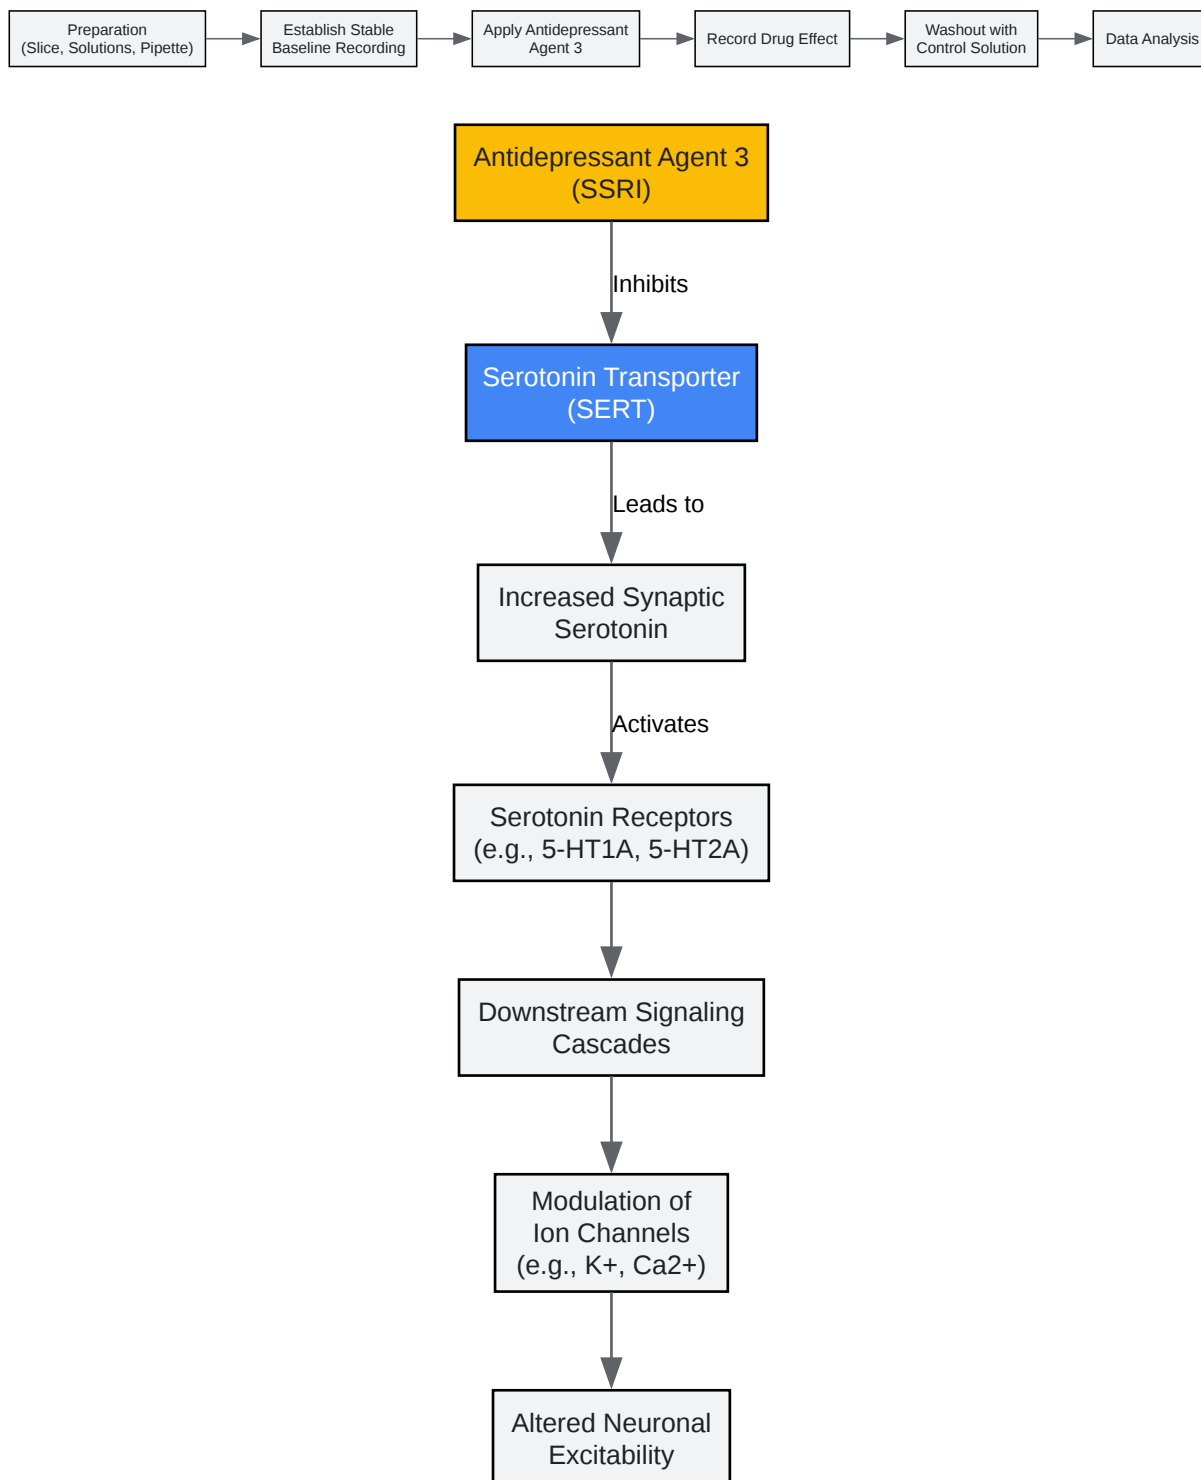 Preparation
(Slice, Solutions, Pipette)
Establish Stable
Baseline Recording
Apply Antidepressant
Agent 3
Record Drug Effect
Washout with
Control Solution
Data Analysis
Antidepressant Agent 3
(SSRI)
Inhibits
Serotonin Transporter
(SERT)
Leads to
Increased Synaptic
Serotonin
Activates
Serotonin Receptors
(e.g., 5-HT1A, 5-HT2A)
Downstream Signaling
Cascades
Modulation of
Ion Channels
(e.g., K+, Ca2+)
Altered Neuronal
Excitability